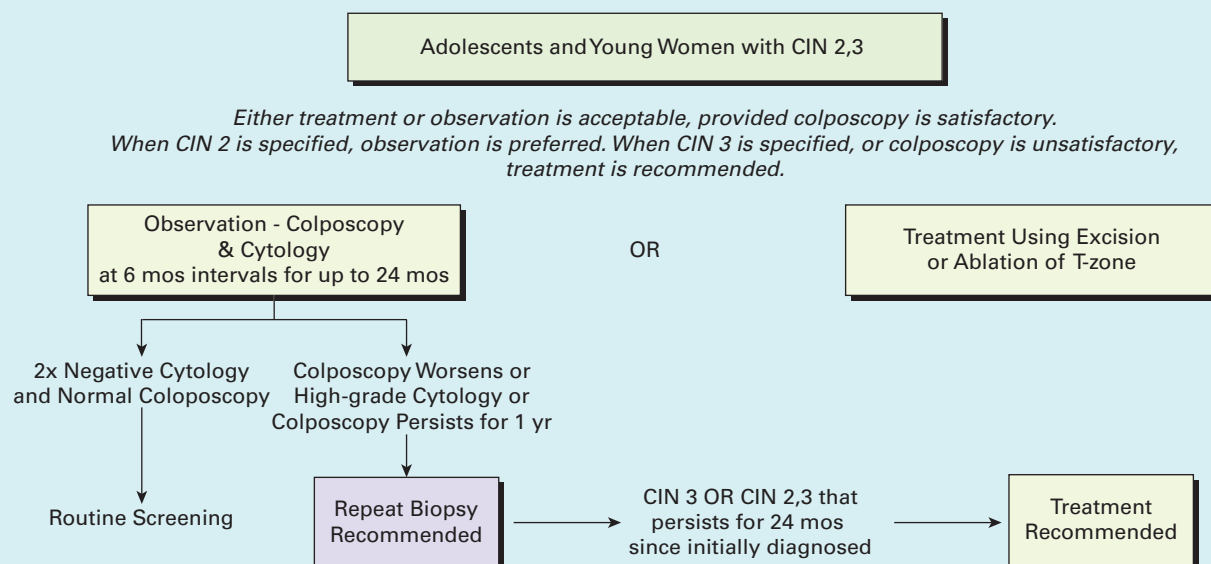 Adolescents and Young Women with CIN 2,3
Either treatment or observation is acceptable, provided colposcopy is satisfactory.
When CIN 2 is specified, observation is preferred. When CIN 3 is specified, or colposcopy is unsatisfactory,
treatment is recommended.
Observation - Colposcopy
& Cytology
at 6 mos intervals for up to 24 mos
OR
Treatment Using Excision
or Ablation of T-zone
2x Negative Cytology
and Normal Coloposcopy
Colposcopy Worsens or
High-grade Cytology or
Colposcopy Persists for 1 yr
Routine Screening
Repeat Biopsy
Recommended
CIN 3 OR CIN 2,3 that
persists for 24 mos
since initially diagnosed
Treatment
Recommended